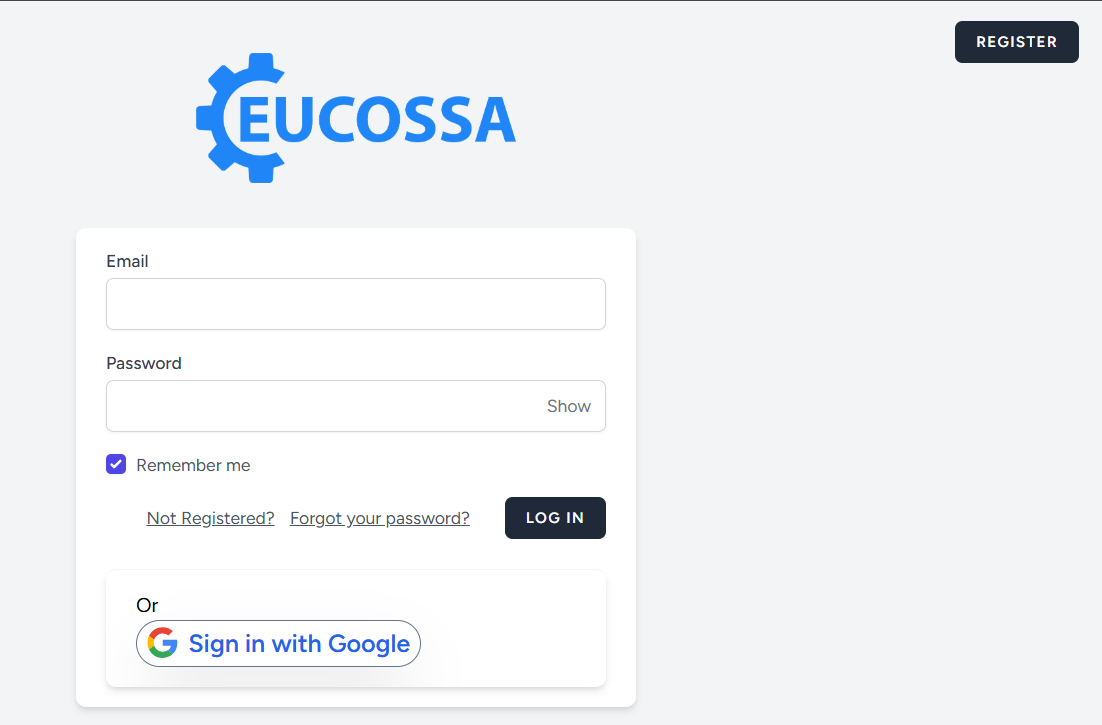 REGISTER
EUCOSSA
Email
Password
Show
Remember me
Not Registered? Forgot your password? LOG IN
Or
Sign in with Google